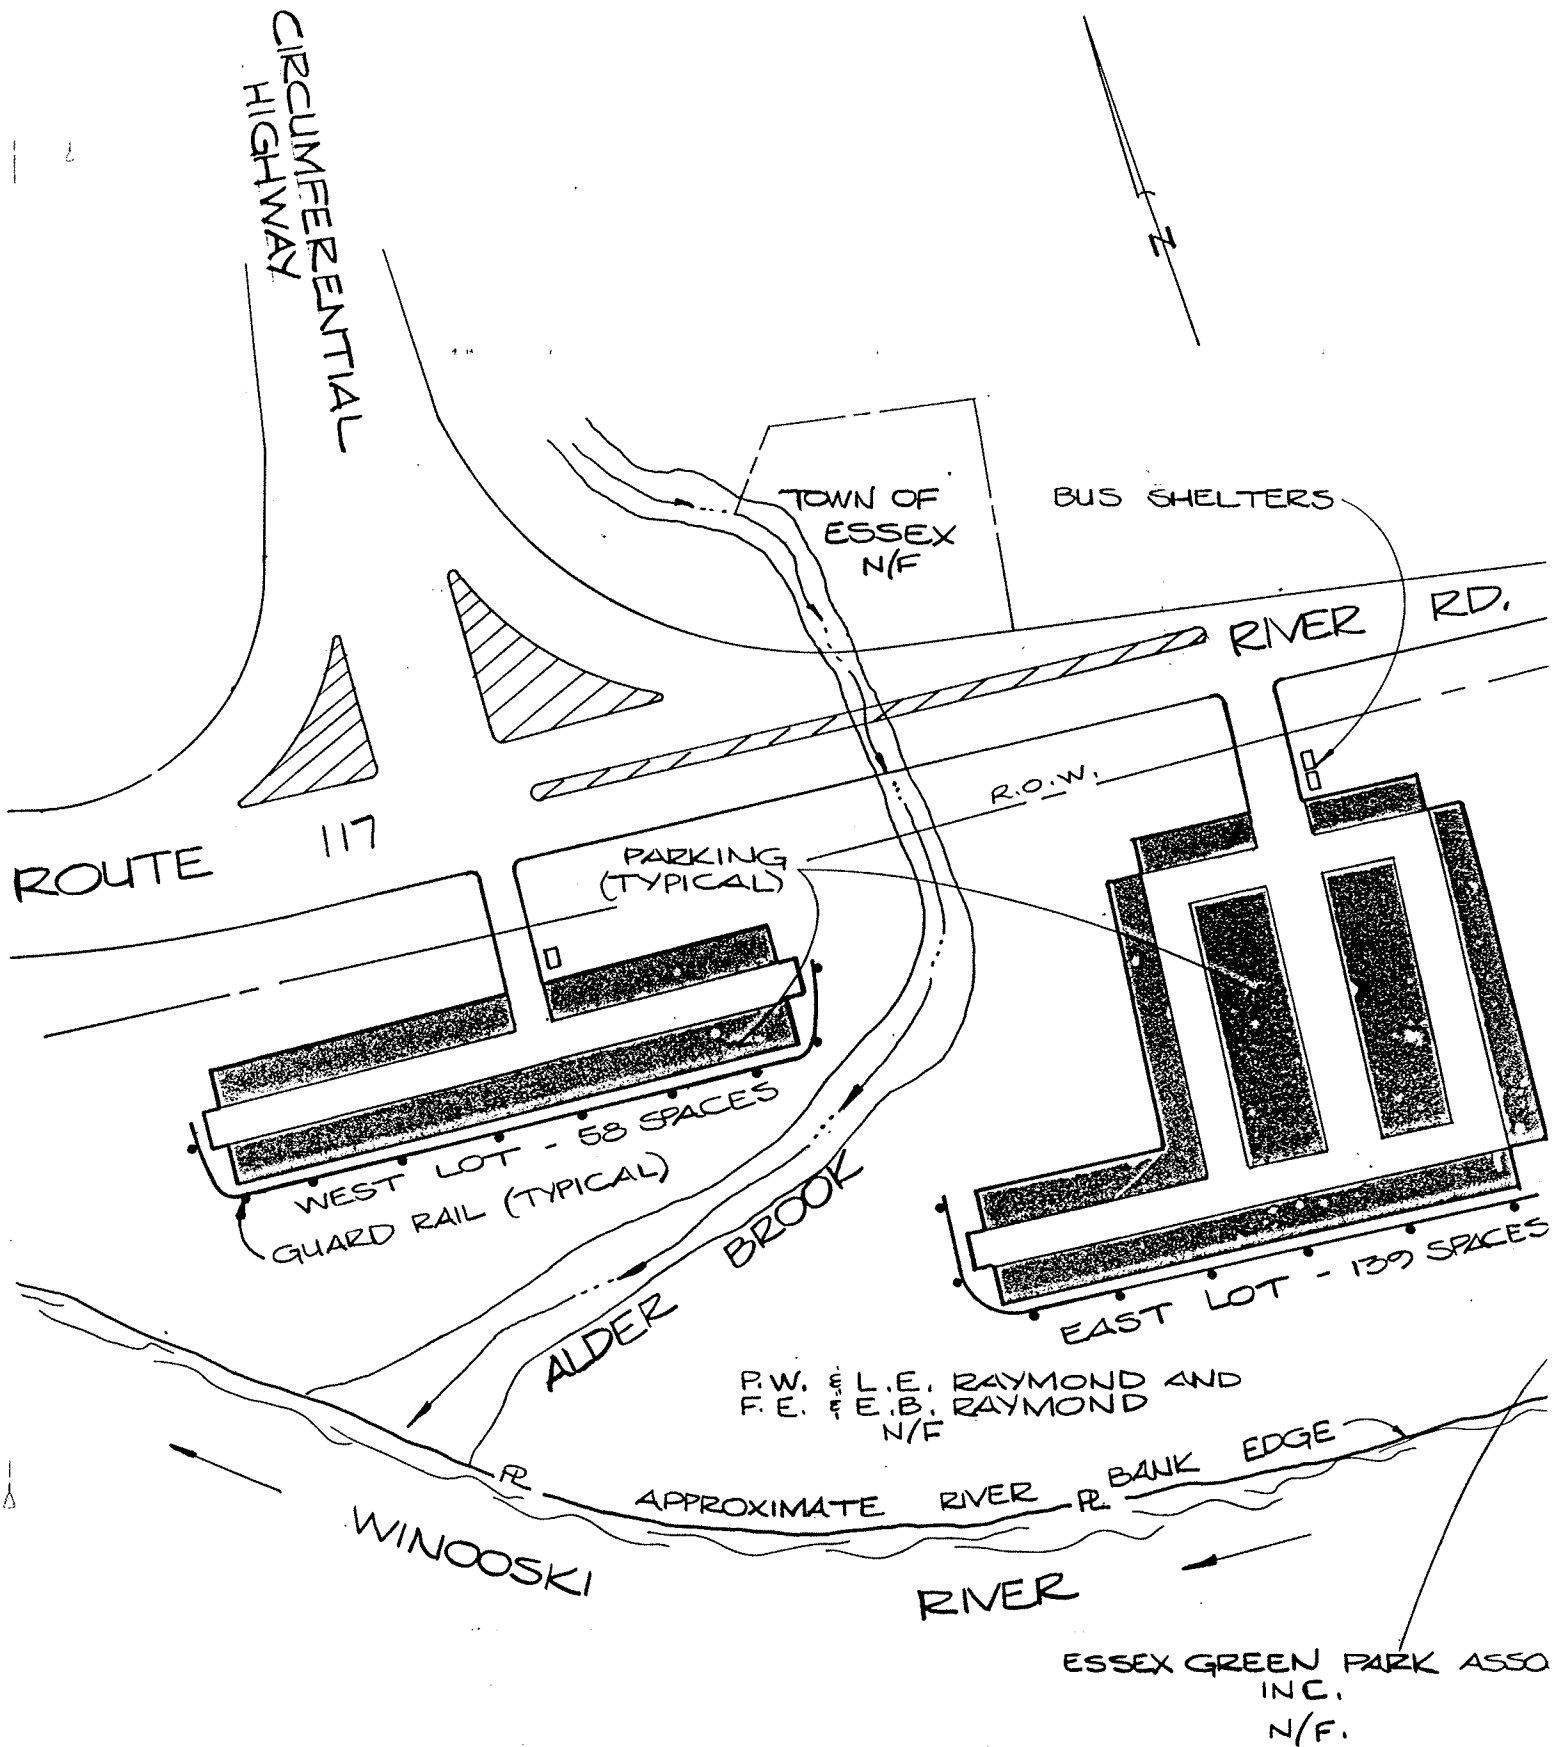 CIRCUMFERENTIAL
HIGHWAY
N
TOWN OF
ESSEX
N/F
BUS SHELTERS
RIVER RD.
R.O.W.
ROUTE 117
PARKING
(TYPICAL)
WEST LOT - 58 SPACES
GUARD RAIL (TYPICAL)
ALDER BROOK
EAST LOT - 139 SPACES
P.W. & L.E. RAYMOND AND
F.E. & E.B. RAYMOND
N/F
PL
APPROXIMATE RIVER PL BANK EDGE
WINOOSKI RIVER
ESSEX GREEN PARK ASSO
INC.
N/F.